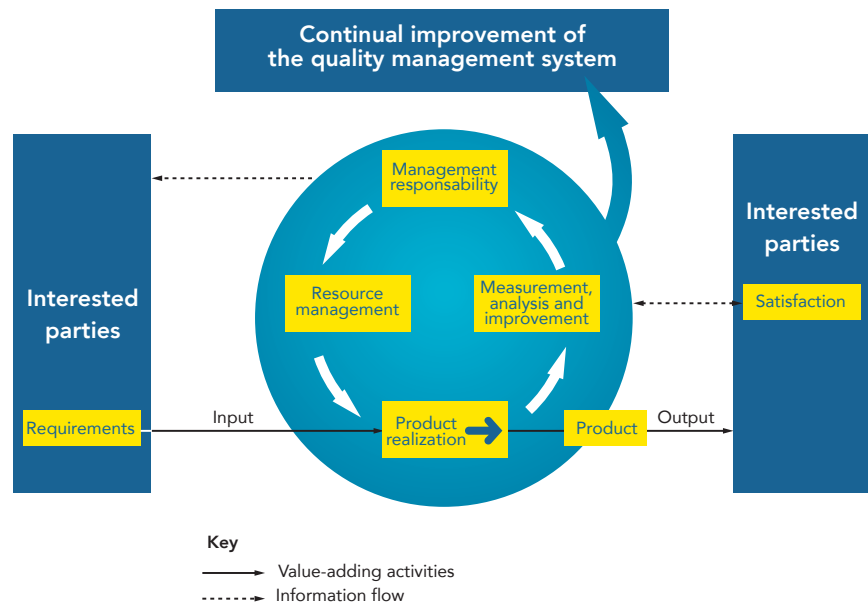 Continual improvement of
the quality management system
Management
responsability
Interested
parties
Resource
management
Measurement,
analysis and
improvement
Interested
parties
Satisfaction
Requirements
Input
Product
realization
Product
Output
Key
Value-adding activities
Information flow